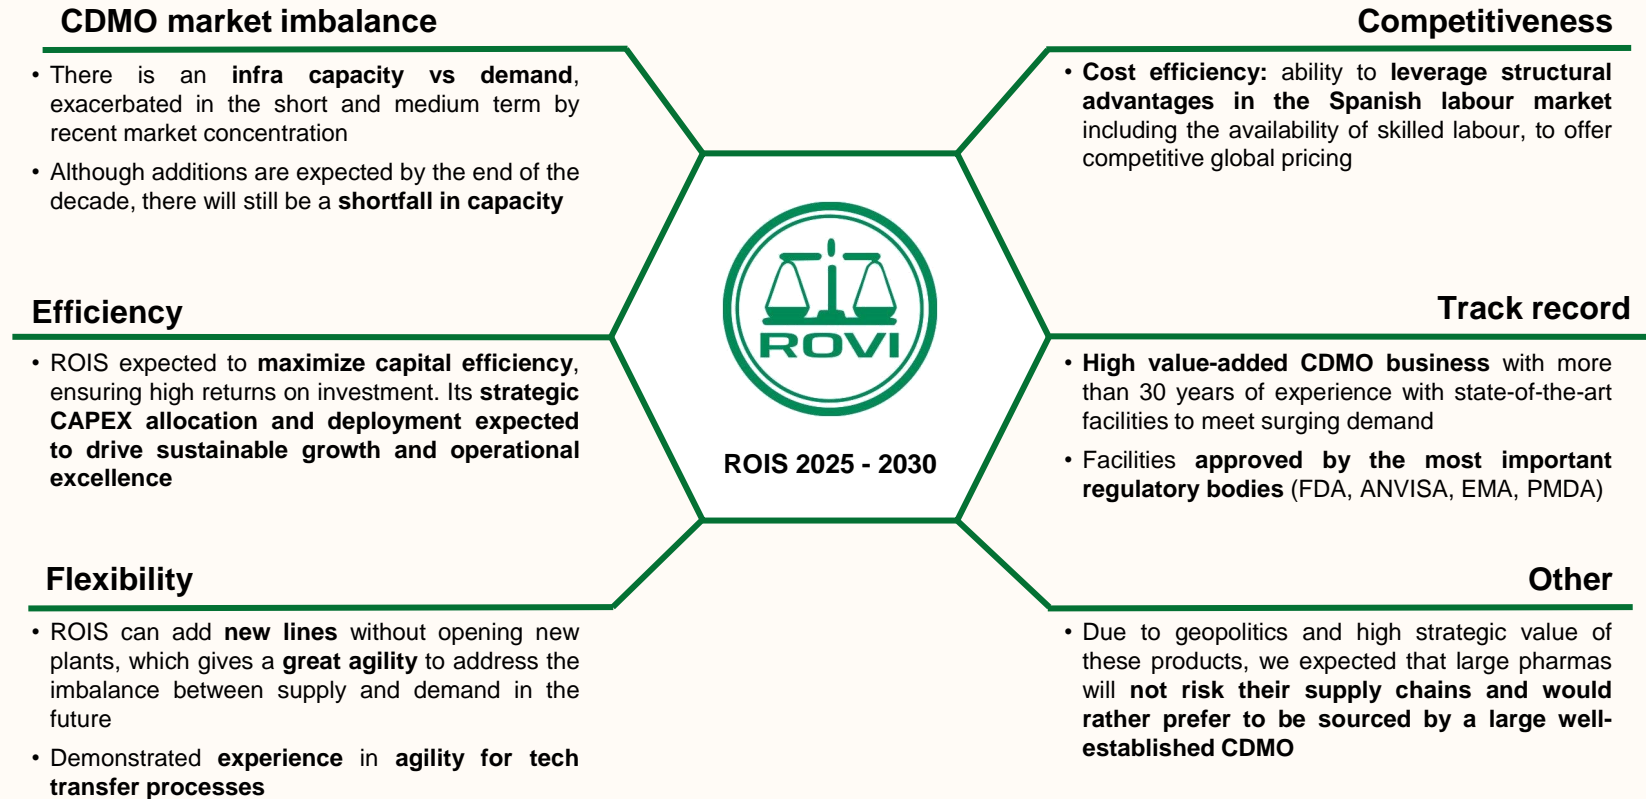 CDMO market imbalance
• There is an infra capacity vs demand,
exacerbated in the short and medium term by
recent market concentration
• Although additions are expected by the end of the
decade, there will still be a shortfall in capacity
Efficiency
• ROIS expected to maximize capital efficiency,
ensuring high returns on investment. Its strategic
CAPEX allocation and deployment expected
to drive sustainable growth and operational
excellence
Flexibility
• ROIS can add new lines without opening new
plants, which gives a great agility to address the
imbalance between supply and demand in the
future
• Demonstrated experience in agility for tech
transfer processes
ROVI
ROIS 2025 - 2030
Competitiveness
• Cost efficiency: ability to leverage structural
advantages in the Spanish labour market
including the availability of skilled labour, to offer
competitive global pricing
Track record
• High value-added CDMO business with more
than 30 years of experience with state-of-the-art
facilities to meet surging demand
• Facilities approved by the most important
regulatory bodies (FDA, ANVISA, EMA, PMDA)
Other
• Due to geopolitics and high strategic value of
these products, we expected that large pharmas
will not risk their supply chains and would
rather prefer to be sourced by a large well-
established CDMO